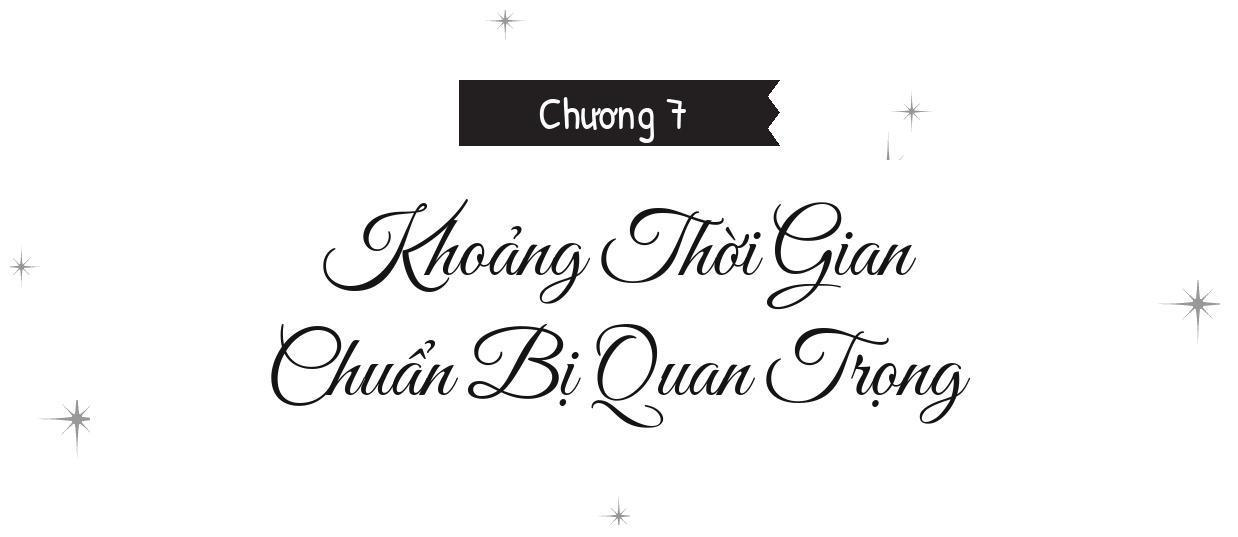 Chương 7
Khoảng Thời Gian
Chuẩn Bị Quan Trọng